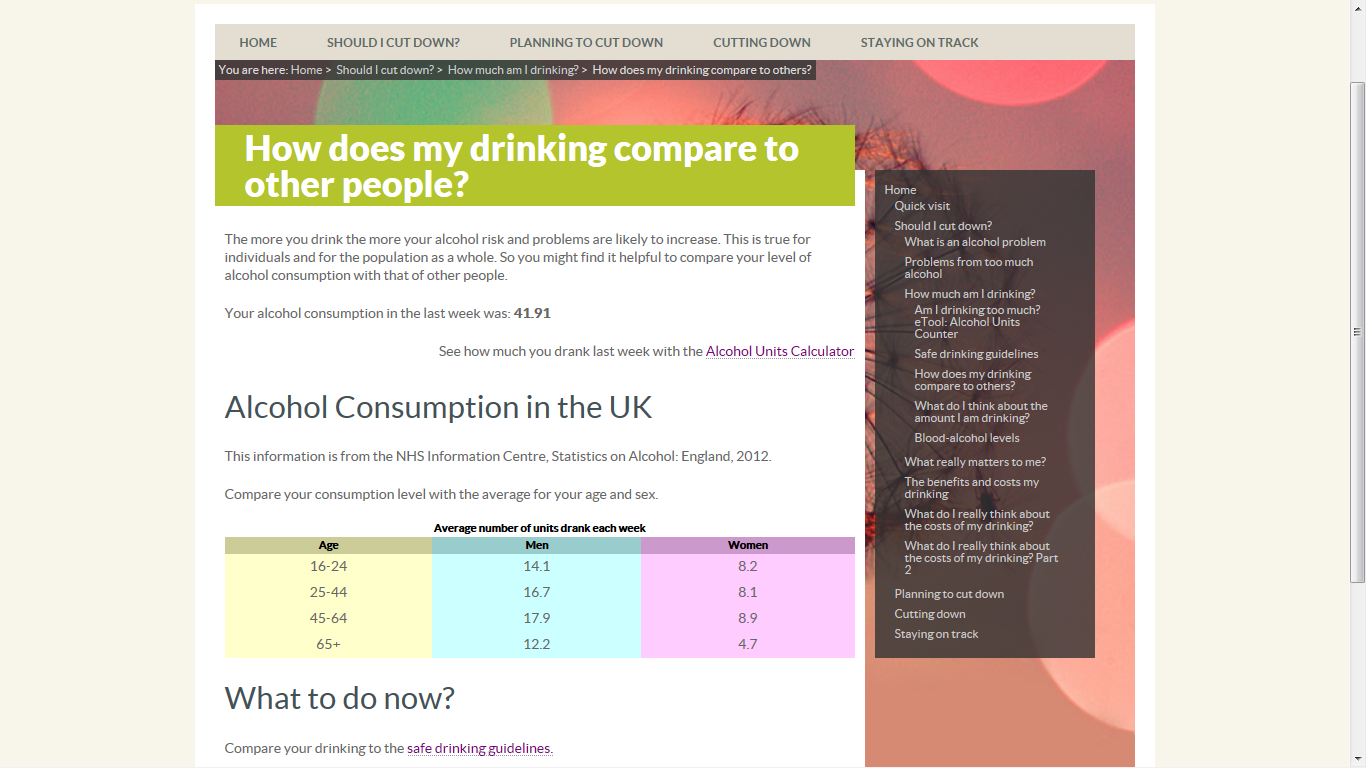 HOME SHOULD I CUT DOWN? PLANNING TO CUT DOWN CUTTING DOWN STAYING ON TRACK
You are here: Home > Should I cut down? > How much am I drinking? > How does my drinking compare to others?
How does my drinking compare to
other people?
The more you drink the more your alcohol risk and problems are likely to increase. This is true for
individuals and for the population as a whole. So you might find it helpful to compare your level of
alcohol consumption with that of other people.
Your alcohol consumption in the last week was: 41.91
See how much you drank last week with the Alcohol Units Calculator
Alcohol Consumption in the UK
This information is from the NHS Information Centre, Statistics on Alcohol: England, 2012.
Compare your consumption level with the average for your age and sex.
Average number of units drank each week
Age Men Women
16-24 14.1 8.2
25-44 16.7 8.1
45-64 17.9 8.9
65+ 12.2 4.7
What to do now?
Compare your drinking to the safe drinking guidelines.
Home
Quick visit
Should I cut down?
What is an alcohol problem
Problems from too much
alcohol
How much am I drinking?
Am I drinking too much?
eTool: Alcohol Units
Counter
Safe drinking guidelines
How does my drinking
compare to others?
What do I think about the
amount I am drinking?
Blood-alcohol levels
What really matters to me?
The benefits and costs my
drinking
What do I really think about
the costs of my drinking?
What do I really think about
the costs of my drinking? Part
2
Planning to cut down
Cutting down
Staying on track